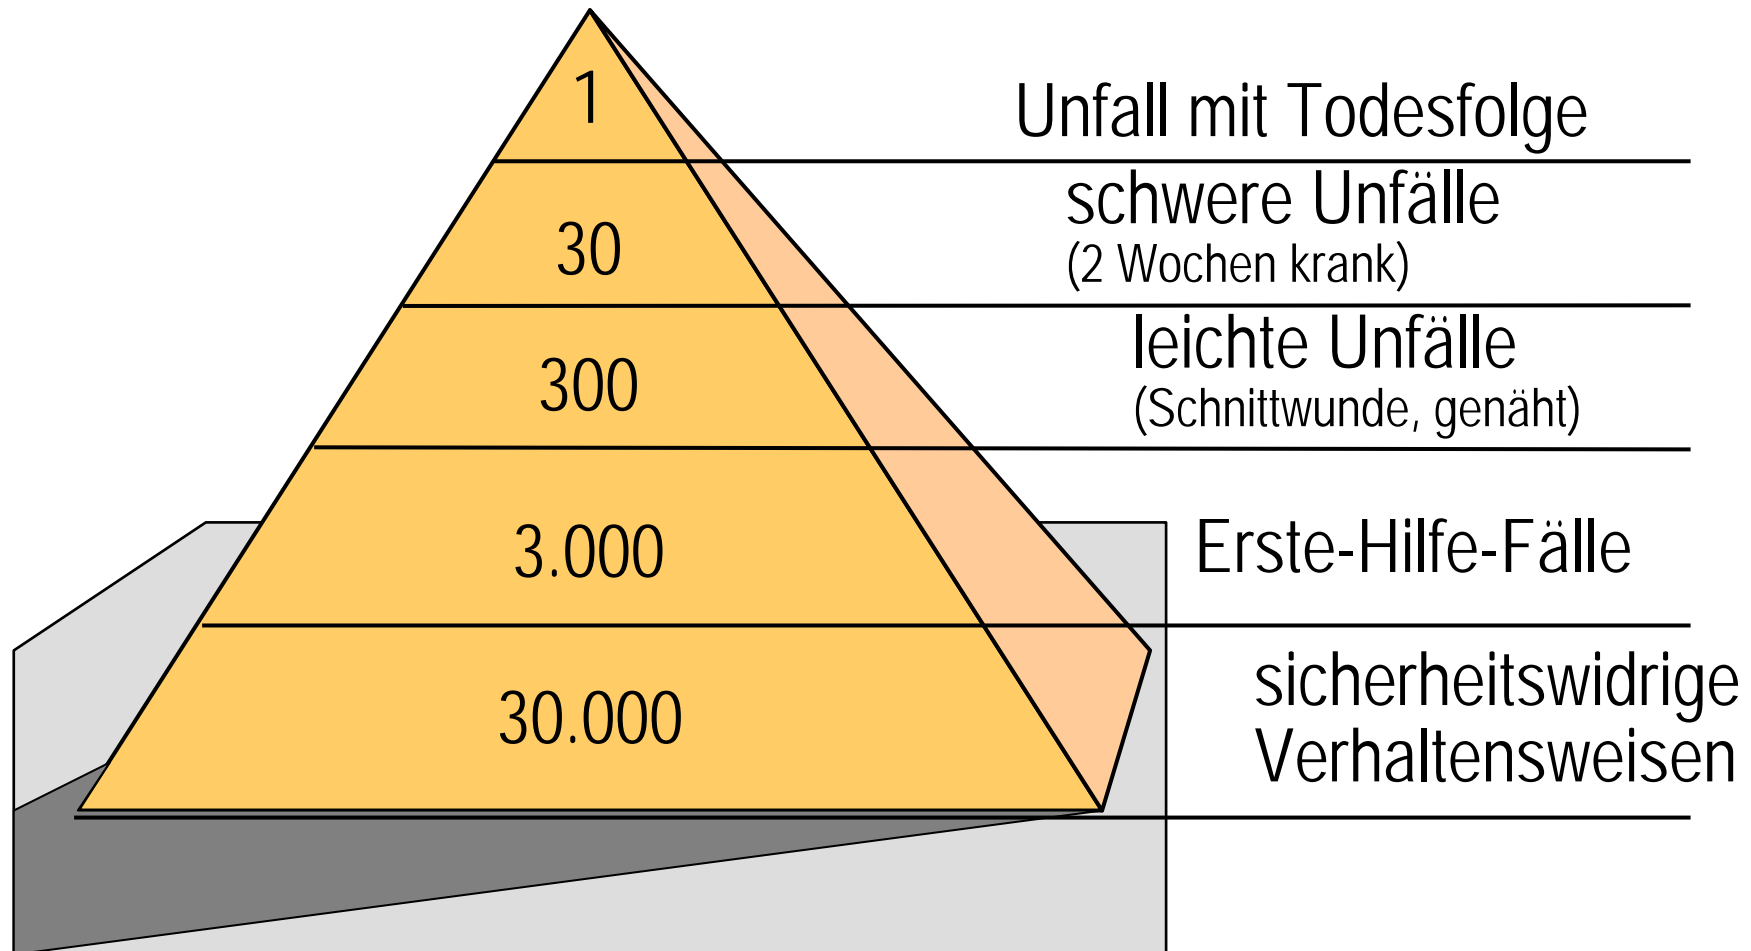 1
Unfall mit Todesfolge
30
schwere Unfälle
(2 Wochen krank)
300
leichte Unfälle
(Schnittwunde, genäht)
3.000
Erste-Hilfe-Fälle
30.000
sicherheitswidrige
Verhaltensweisen